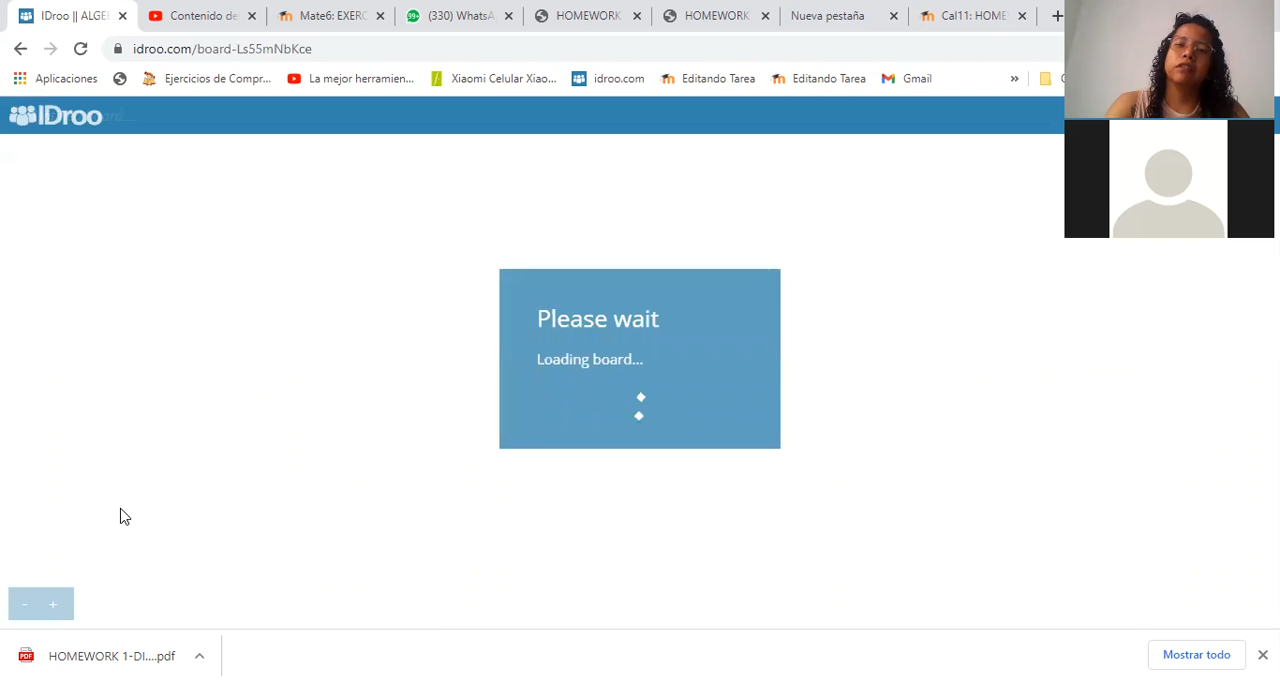 IDroo || ALGE
Contenido de
Mate6: EXERC
(330) WhatsA
HOMEWORK
HOMEWORK
Nueva pestaña
Cal11: HOME
idroo.com/board-Ls55mNbKce
Aplicaciones
Ejercicios de Compr...
La mejor herramien...
Xiaomi Celular Xiao...
idroo.com
Editando Tarea
Editando Tarea
Gmail
»
IDroo
Please wait
Loading board...
- +
PDF
HOMEWORK 1-DI....pdf
Mostrar todo